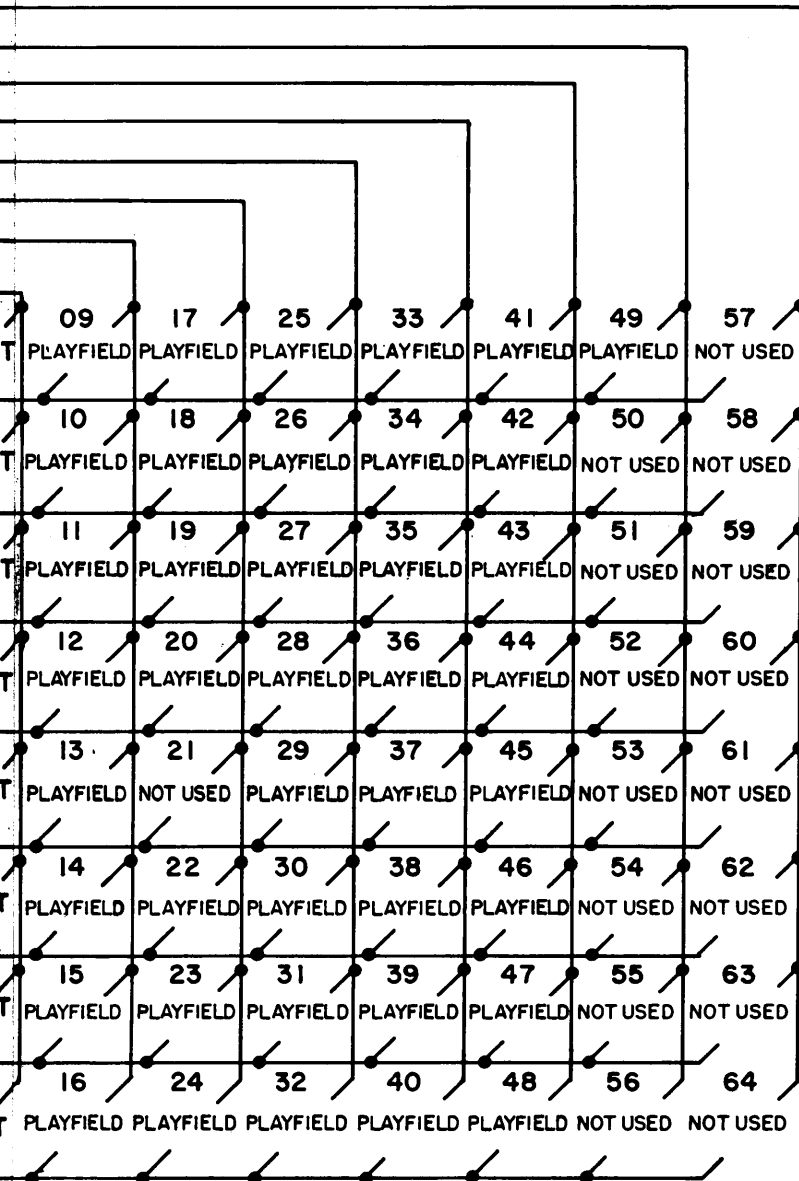 09 17 25 33 41 49 57
T PLAYFIELD PLAYFIELD PLAYFIELD PLAYFIELD PLAYFIELD PLAYFIELD NOT USED
10 18 26 34 42 50 58
T PLAYFIELD PLAYFIELD PLAYFIELD PLAYFIELD PLAYFIELD NOT USED NOT USED
11 19 27 35 43 51 59
T PLAYFIELD PLAYFIELD PLAYFIELD PLAYFIELD PLAYFIELD NOT USED NOT USED
12 20 28 36 44 52 60
T PLAYFIELD PLAYFIELD PLAYFIELD PLAYFIELD PLAYFIELD NOT USED NOT USED
13 21 29 37 45 53 61
T PLAYFIELD NOT USED PLAYFIELD PLAYFIELD PLAYFIELD NOT USED NOT USED
14 22 30 38 46 54 62
T PLAYFIELD PLAYFIELD PLAYFIELD PLAYFIELD PLAYFIELD NOT USED NOT USED
15 23 31 39 47 55 63
T PLAYFIELD PLAYFIELD PLAYFIELD PLAYFIELD PLAYFIELD NOT USED NOT USED
16 24 32 40 48 56 64
T PLAYFIELD PLAYFIELD PLAYFIELD PLAYFIELD PLAYFIELD NOT USED NOT USED